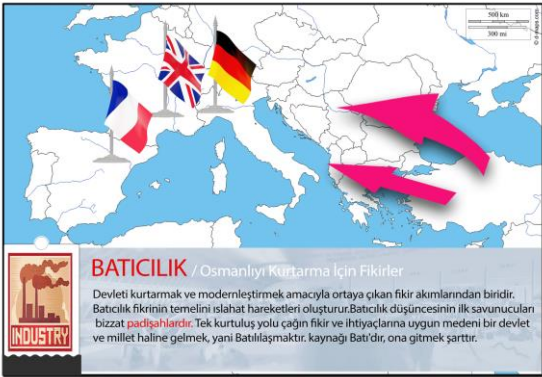 500 km
300 mi
BATICILIK / Osmanlıyı Kurtarma İçin Fikirler
Devleti kurtarmak ve modernleştirmek amacıyla ortaya çıkan fikir akımlarından biridir.
Batıcılık fikrinin temelini ıslahat hareketleri oluşturur.Batıcılık düşüncesinin ilk savunucuları
bizzat padişahlardır. Tek kurtuluş yolu çağın fikir ve ihtiyaçlarına uygun medeni bir devlet
ve millet haline gelmek, yani Batılılaşmaktır. kaynağı Batı'dır, ona gitmek şarttır.
INDUSTRY